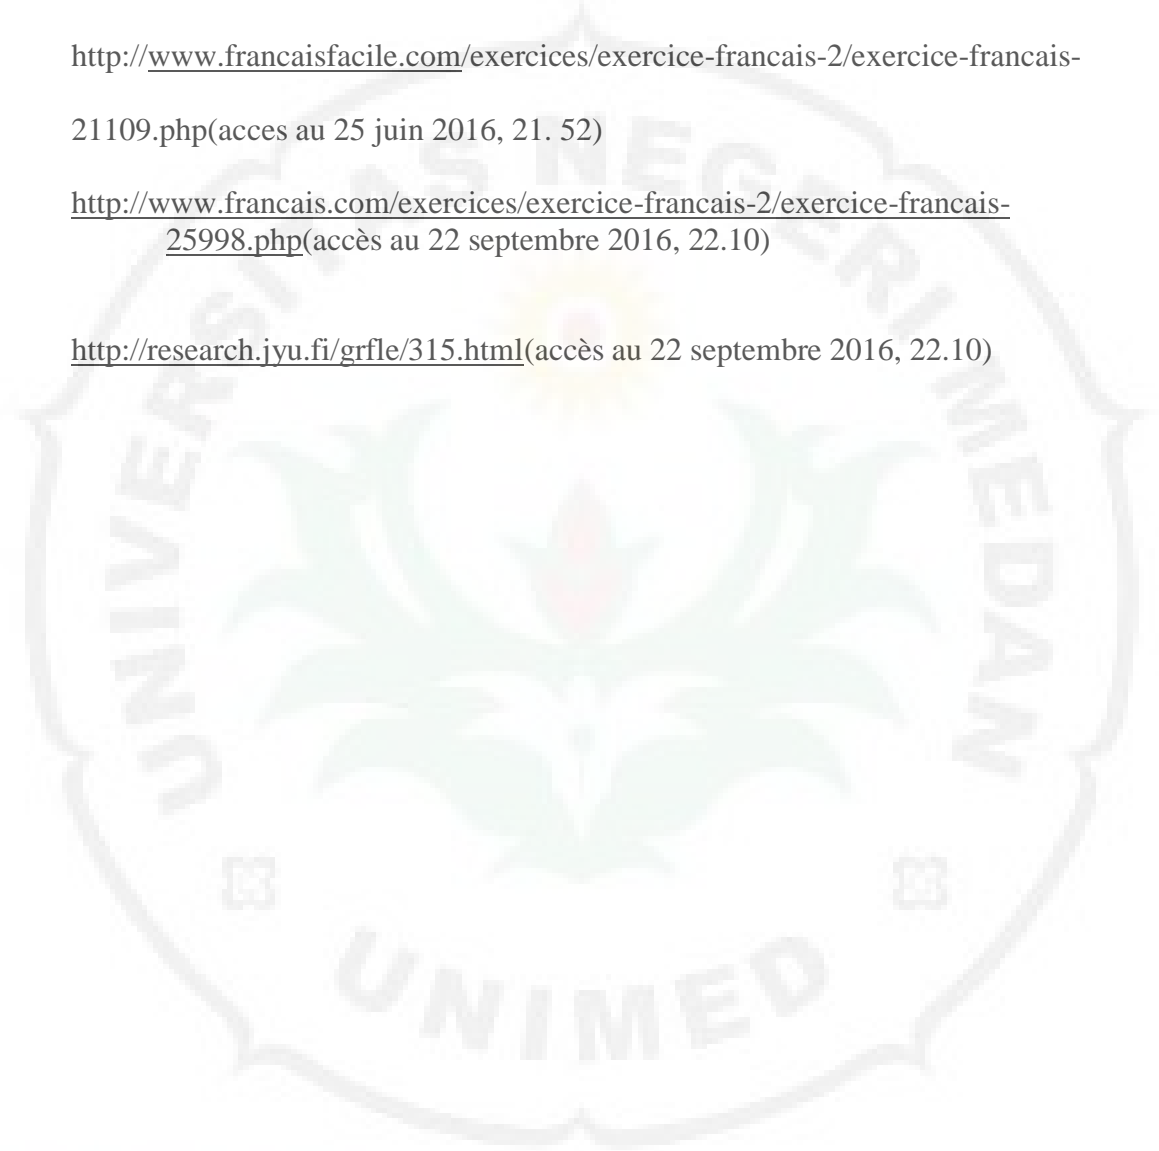 http://www.francaisfacile.com/exercices/exercice-francais-2/exercice-francais-
21109.php(acces au 25 juin 2016, 21. 52)
http://www.francais.com/exercices/exercice-francais-2/exercice-francais-
25998.php(accès au 22 septembre 2016, 22.10)
http://research.jyu.fi/grfle/315.html(accès au 22 septembre 2016, 22.10)
UNIVERSITAS NEGERI MEDAN
UNIMED